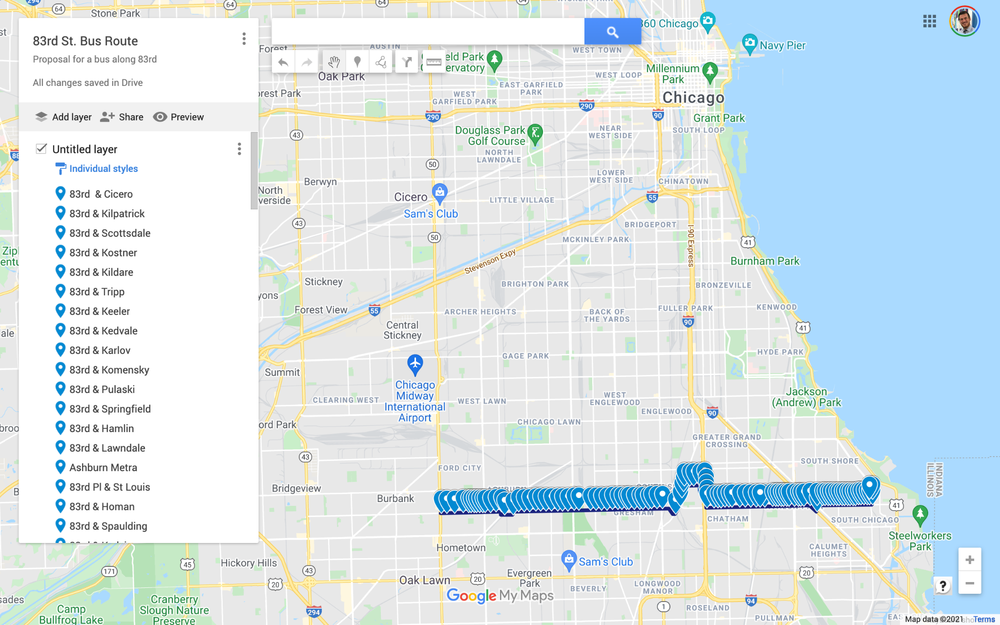 83rd St. Bus Route
Proposal for a bus along 83rd
All changes saved in Drive
Add layer
Share
Preview
Untitled layer
Individual styles
83rd  & Cicero
83rd & Kilpatrick
83rd & Scottsdale
83rd & Kostner
83rd & Kildare
83rd & Tripp
83rd & Keeler
83rd & Kedvale
83rd & Karlov
83rd & Komensky
83rd & Pulaski
83rd & Springfield
83rd & Hamlin
83rd & Lawndale
Ashburn Metra
83rd Pl & St Louis
83rd & Homan
83rd & Spaulding
294
64
64
64
64
Stone Park
Forest
AUSTIN
Oak Park
eld Park
ervatory
orest Park
WEST TOWN
360 Chicago
Navy Pier
Millennium
Park
WEST LOOP
Chicago
EAST GARFIELD
PARK
WEST
GARFIELD PARK
290
290
90
Grant Park
SOUTH LOOP
NEAR
WEST SIDE
Douglass Park
Golf Course
NORTH
LAWNDALE
43
88
50
LOWER
WEST SIDE
CHINATOWN
Berwyn
North
verside
Cicero
Sam's Club
LITTLE VILLAGE
55
43
50
BRIDGEPORT
MCKINLEY PARK
I-90 Express
41
Burnham Park
Stevenson Expy
Stickney
BRIGHTON PARK
BRONZEVILLE
yons
Forest View
55
ARCHER HEIGHTS
BACK OF
THE YARDS
FULLER PARK
KENWOOD
90
41
Central
Stickney
GAGE PARK
HYDE PARK
Summit
Chicago
Midway
International
Airport
CLEARING WEST
WEST LAWN
WEST
ENGLEWOOD
ENGLEWOOD
90
Jackson
(Andrew) Park
CHICAGO LAWN
ord Park
GREATER GRAND
CROSSING
43
FORD CITY
SOUTH SHORE
ILLINOIS
INDIANA
Bridgeview
Burbank
GRESHAM
CHATHAM
41
SOUTH CHICAGO
Steelworkers
Park
Hometown
CALUMET
HEIGHTS
Hickory Hills
Sam's Club
45
171
43
20
20
20
Oak Lawn
Evergreen
Park
BEVERLY
LONGWOOD
MANOR
Google My Maps
Cranberry
Slough Nature
Preserve
Camp
Bullfrog Lake
294
1
94
ROSELAND
PULLMAN
?
Map data ©2021
Terms